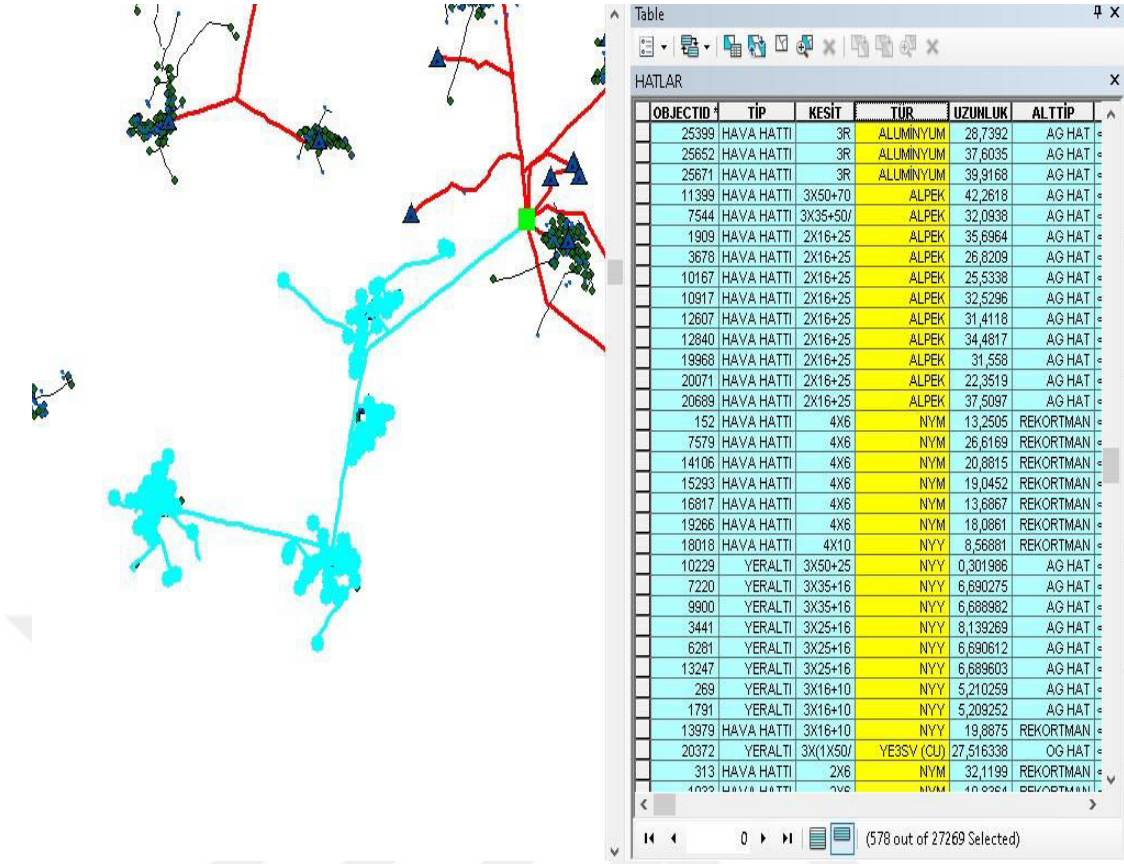 Table
HATLAR
OBJECTID * TİP KESİT TÜR UZUNLUK ALTTİP
25399 HAVA HATTI 3R ALUMİNYUM 28,7392 AG HAT
25652 HAVA HATTI 3R ALUMİNYUM 37,6035 AG HAT
25671 HAVA HATTI 3R ALUMİNYUM 39,9168 AG HAT
11399 HAVA HATTI 3X50+70 ALPEK 42,2618 AG HAT
7544 HAVA HATTI 3X35+50/ ALPEK 32,0938 AG HAT
1909 HAVA HATTI 2X16+25 ALPEK 35,6964 AG HAT
3678 HAVA HATTI 2X16+25 ALPEK 26,8209 AG HAT
10167 HAVA HATTI 2X16+25 ALPEK 25,5338 AG HAT
10917 HAVA HATTI 2X16+25 ALPEK 32,5296 AG HAT
12607 HAVA HATTI 2X16+25 ALPEK 31,4118 AG HAT
12840 HAVA HATTI 2X16+25 ALPEK 34,4817 AG HAT
19968 HAVA HATTI 2X16+25 ALPEK 31,558 AG HAT
20071 HAVA HATTI 2X16+25 ALPEK 22,3519 AG HAT
20689 HAVA HATTI 2X16+25 ALPEK 37,5097 AG HAT
152 HAVA HATTI 4X6 NYM 13,2505 REKORTMAN
7579 HAVA HATTI 4X6 NYM 26,6169 REKORTMAN
14106 HAVA HATTI 4X6 NYM 20,8815 REKORTMAN
15293 HAVA HATTI 4X6 NYM 19,0452 REKORTMAN
16817 HAVA HATTI 4X6 NYM 13,6867 REKORTMAN
19266 HAVA HATTI 4X6 NYM 18,0861 REKORTMAN
18018 HAVA HATTI 4X10 NYY 8,56881 REKORTMAN
10229 YERALTI 3X50+25 NYY 0,301986 AG HAT
7220 YERALTI 3X35+16 NYY 6,690275 AG HAT
9900 YERALTI 3X35+16 NYY 6,688982 AG HAT
3441 YERALTI 3X25+16 NYY 8,139269 AG HAT
6281 YERALTI 3X25+16 NYY 6,690612 AG HAT
13247 YERALTI 3X25+16 NYY 6,689603 AG HAT
269 YERALTI 3X16+10 NYY 5,210259 AG HAT
1791 YERALTI 3X16+10 NYY 5,209252 AG HAT
13979 HAVA HATTI 3X16+10 NYY 19,8875 REKORTMAN
20372 YERALTI 3X(1X50/ YE3SV (CU) 27,516338 OG HAT
313 HAVA HATTI 2X6 NYM 32,1199 REKORTMAN
0 (578 out of 27269 Selected)